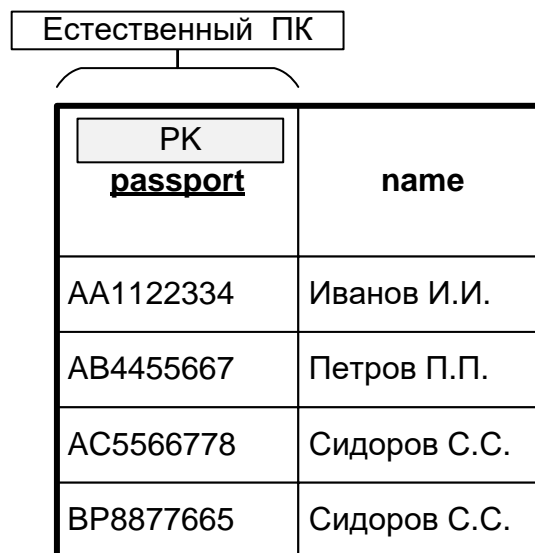 Естественный ПК
PK
passport name
AA1122334 Иванов И.И.
AB4455667 Петров П.П.
AC5566778 Сидоров С.С.
BP8877665 Сидоров С.С.